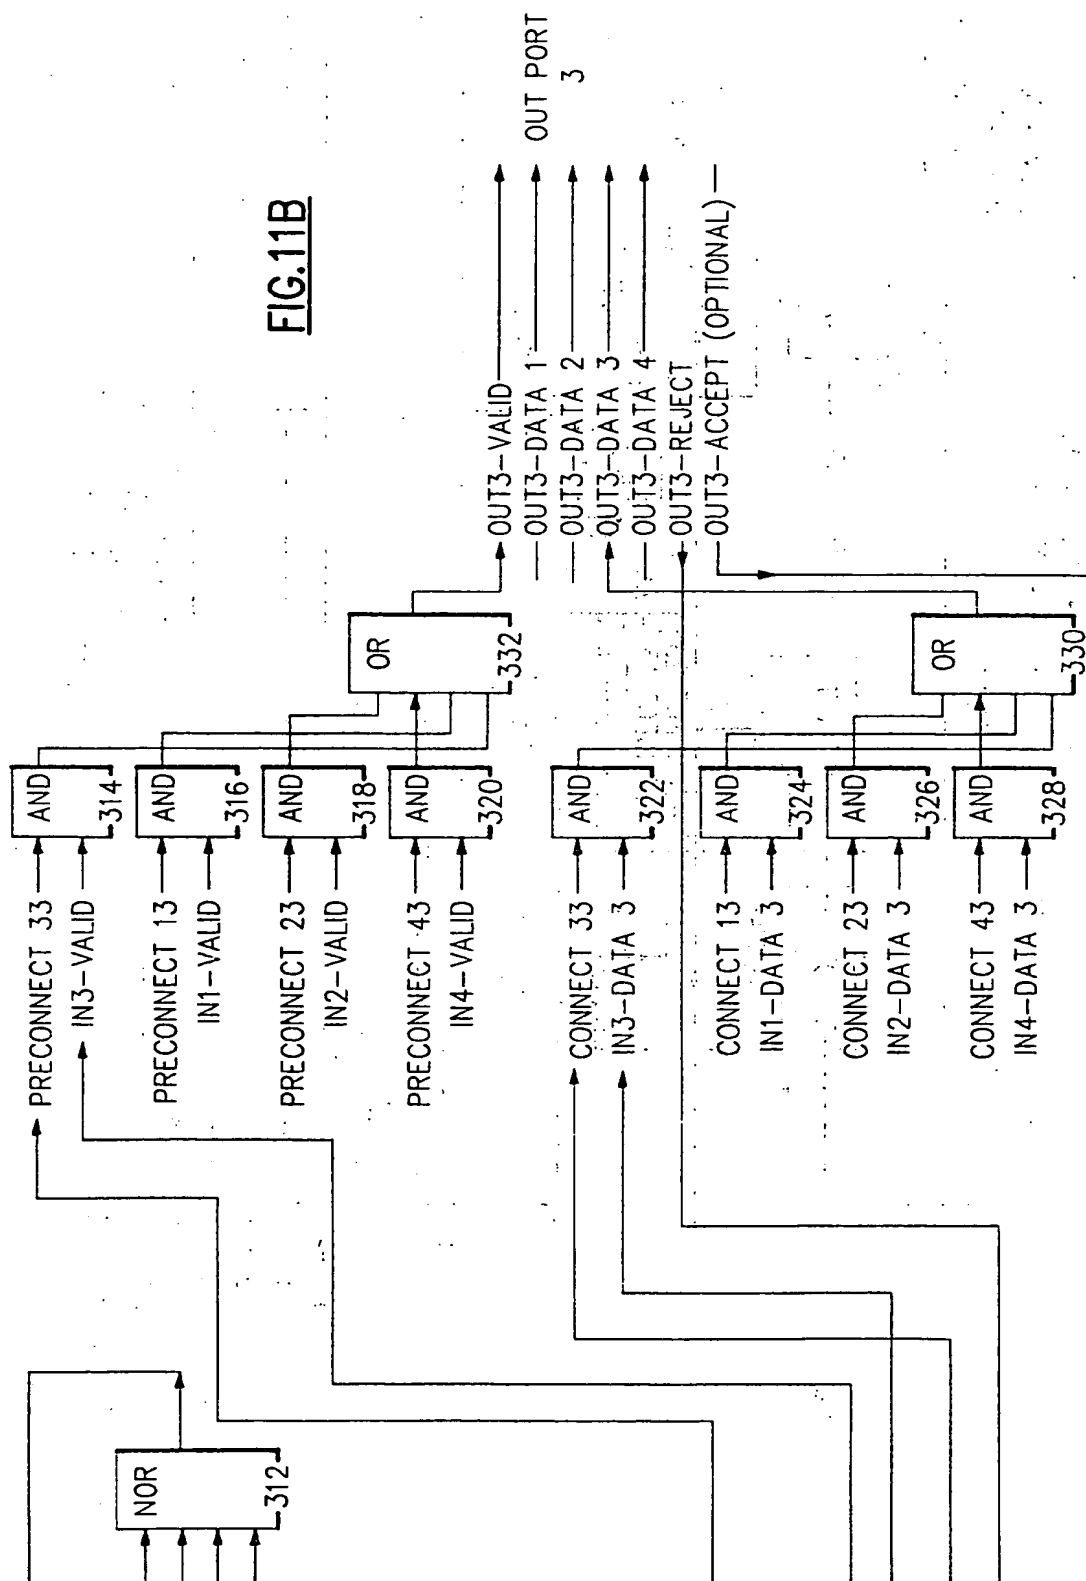 FIG.11B
NOR
312
PRECONNECT 33
IN3-VALID
AND
314
PRECONNECT 13
IN1-VALID
AND
316
PRECONNECT 23
IN2-VALID
AND
318
PRECONNECT 43
IN4-VALID
AND
320
OR
332
CONNECT 33
IN3-DATA 3
AND
322
CONNECT 13
IN1-DATA 3
AND
324
CONNECT 23
IN2-DATA 3
AND
326
CONNECT 43
IN4-DATA 3
AND
328
OR
330
OUT3-VALID
OUT3-DATA 1
OUT3-DATA 2
OUT3-DATA 3
OUT3-DATA 4
OUT3-REJECT
OUT3-ACCEPT (OPTIONAL)
OUT PORT
3